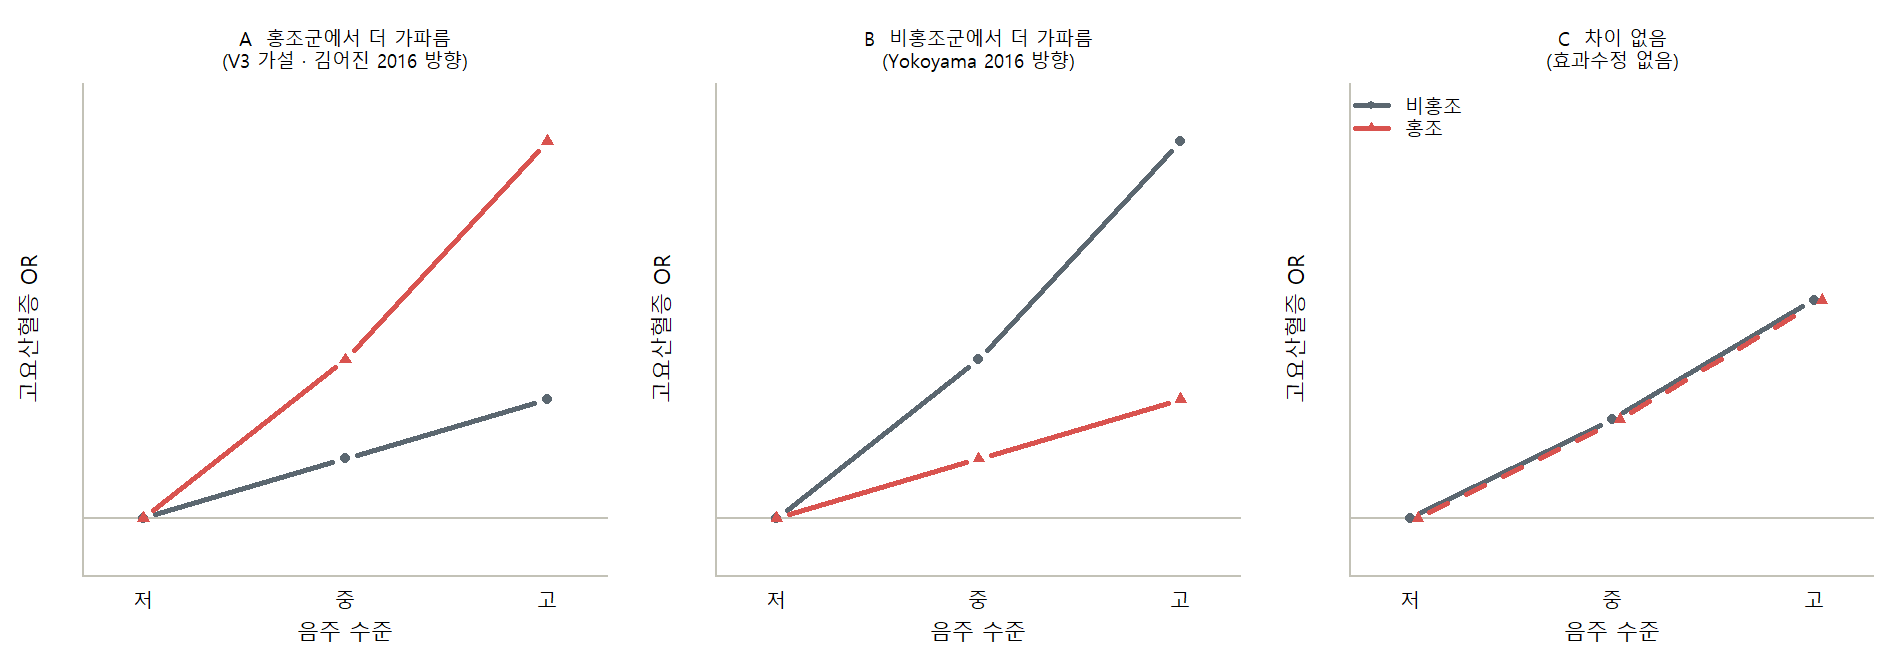 A 홍조군에서 더 가파름
(V3 가설 · 김어진 2016 방향)
고요산혈증 OR
저
중
고
음주 수준
B 비홍조군에서 더 가파름
(Yokoyama 2016 방향)
고요산혈증 OR
저
중
고
음주 수준
C 차이 없음
(효과수정 없음)
비홍조
홍조
고요산혈증 OR
저
중
고
음주 수준